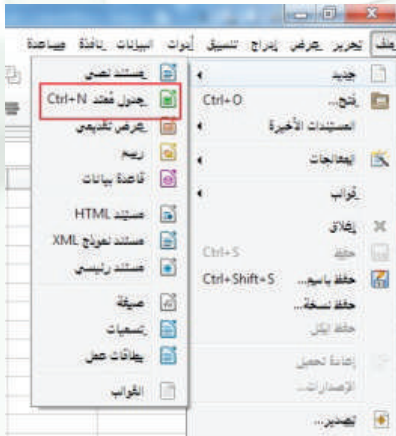 ملف تحرير عرض إدراج تنسيق أدوات البيانات نافذة مساعدة
جديد
فتح... Ctrl+O
المستندات الأخيرة
المعالجات
قوالب
إغلاق
حفظ Ctrl+S
حفظ باسم... Ctrl+Shift+S
حفظ نسخة...
حفظ الكل
إعادة تحميل
الإصدارات...
تصدير...
مستند نصي
جدول مُمتد Ctrl+N
عرض تقديمي
رسم
قاعدة بيانات
مستند HTML
مستند نموذج XML
مستند رئيسي
صيغة
تسميات
بطاقات عمل
القوالب